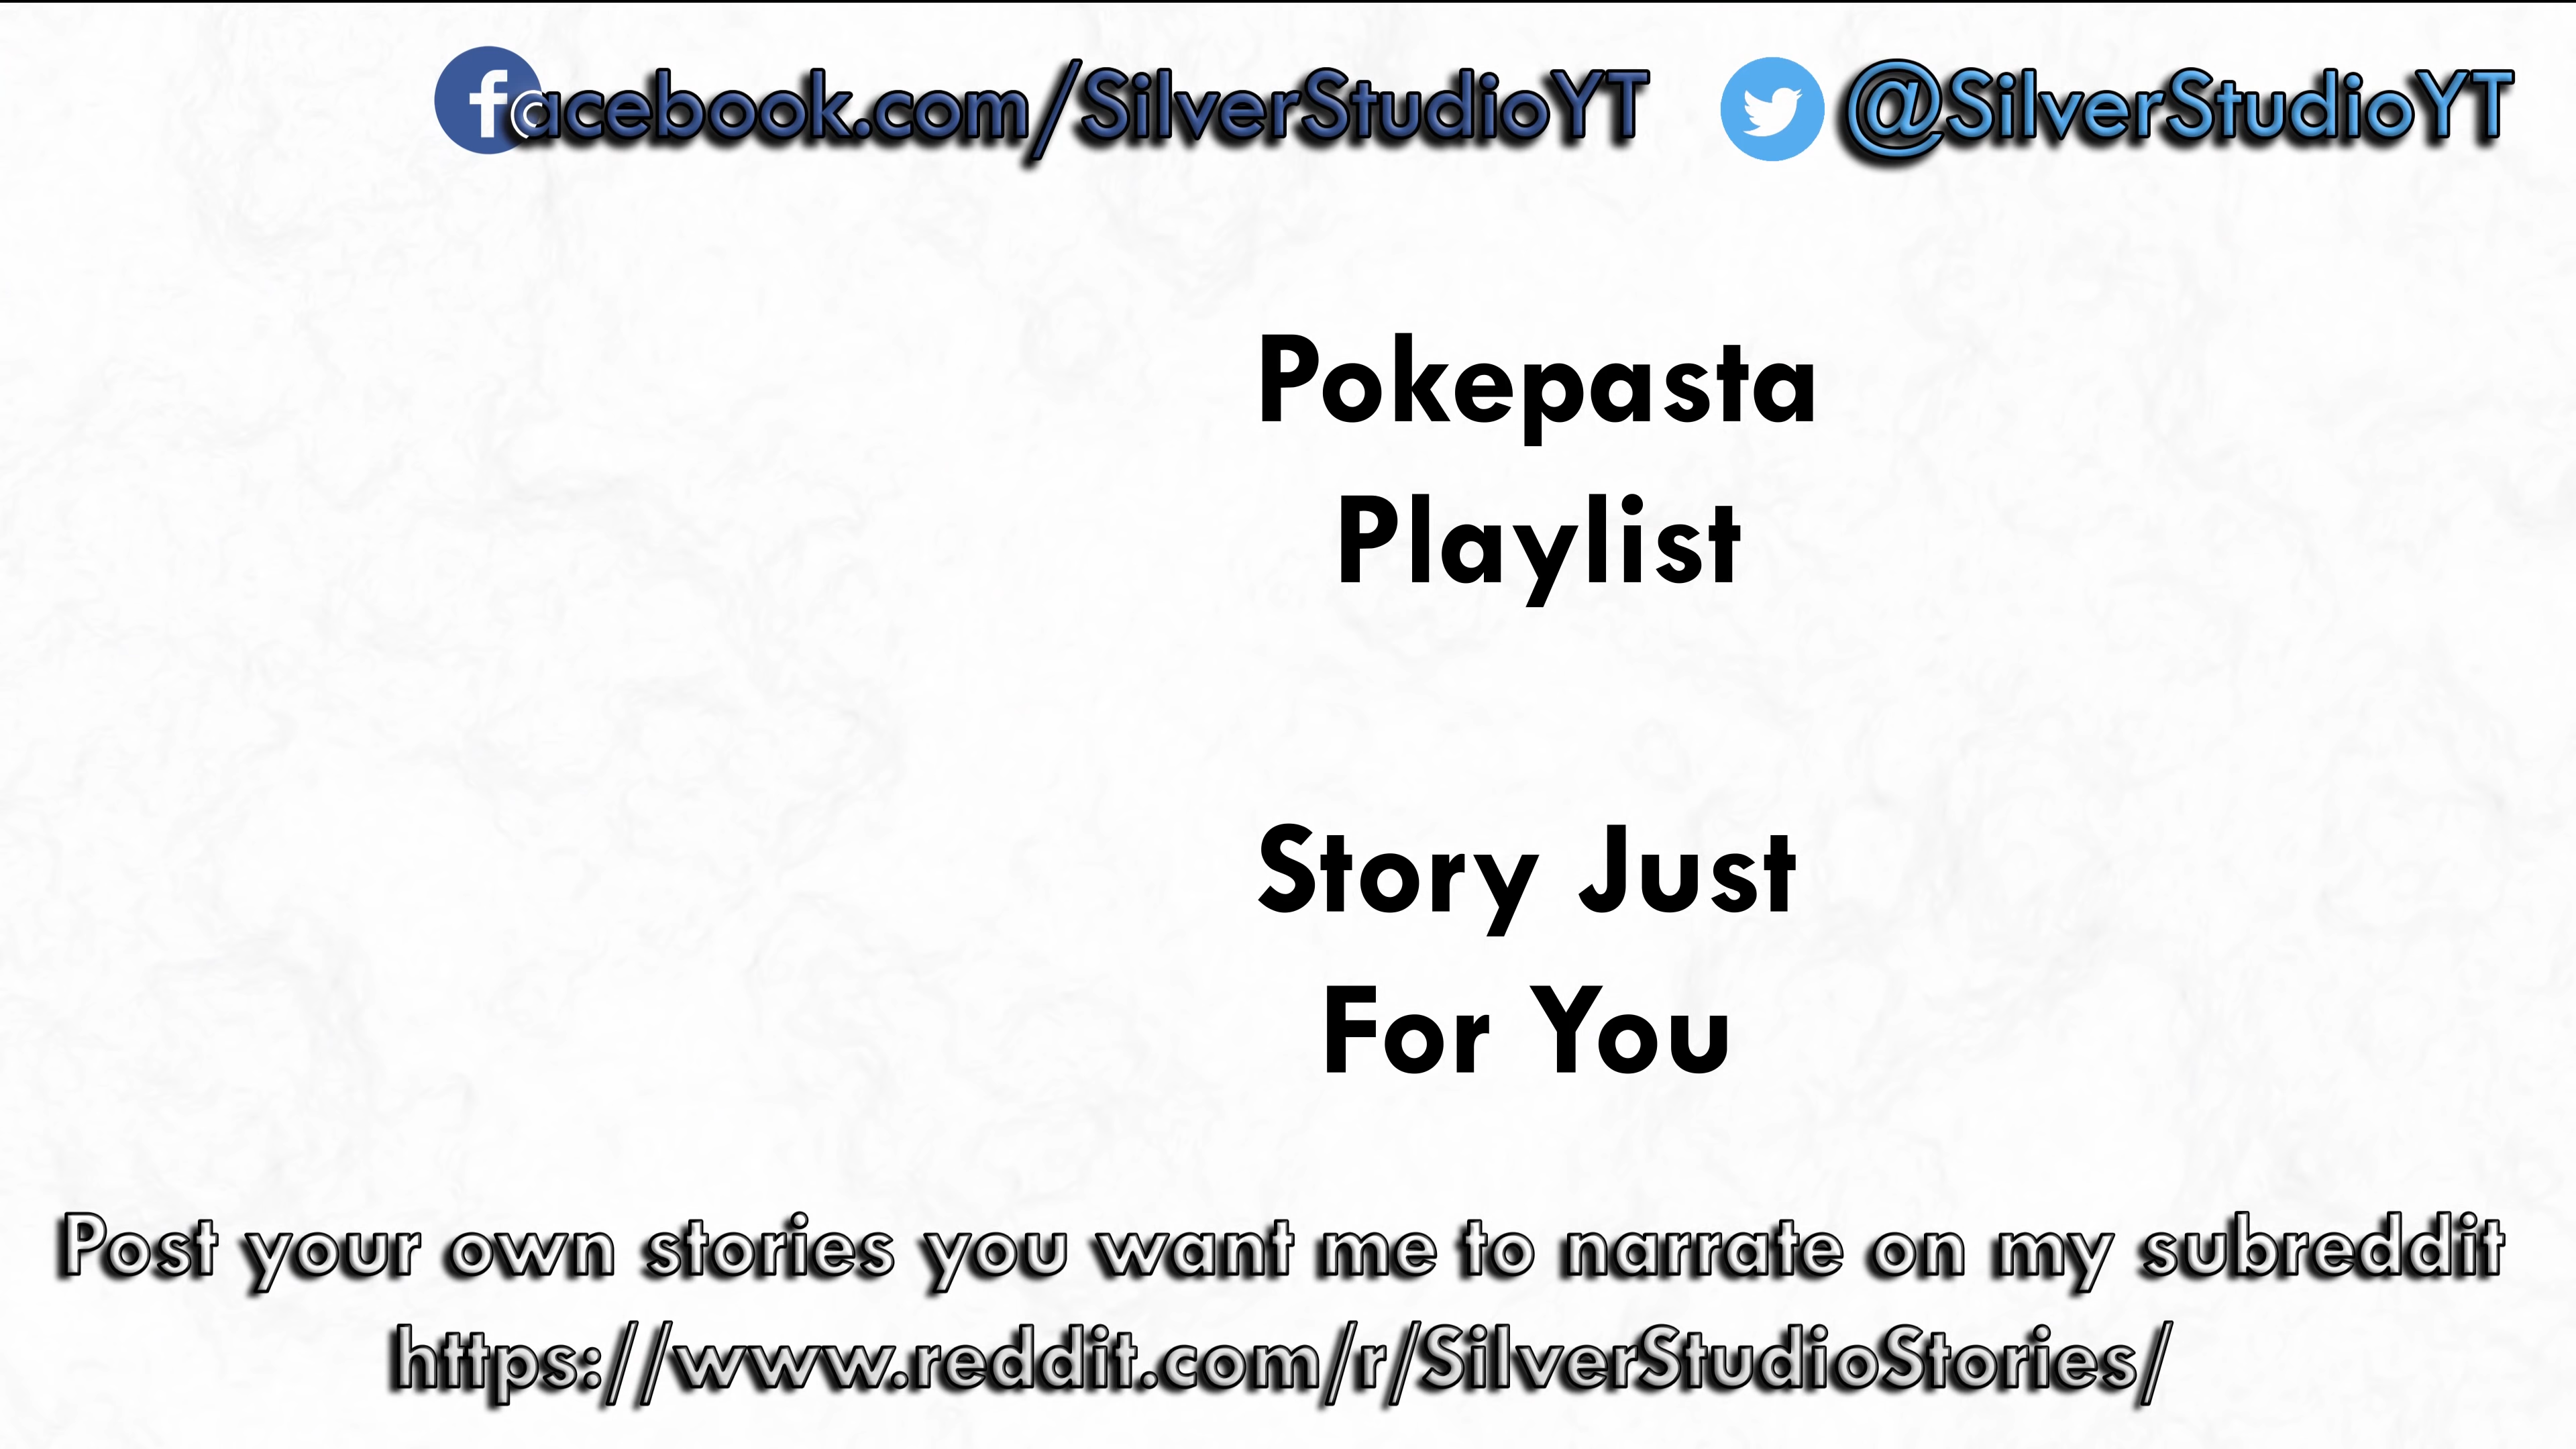 facebook.com/SilverStudioYT @SilverStudioYT
Pokepasta
Playlist
Story Just
For You
Post your own stories you want me to narrate on my subreddit
https://www.reddit.com/r/SilverStudioStories/